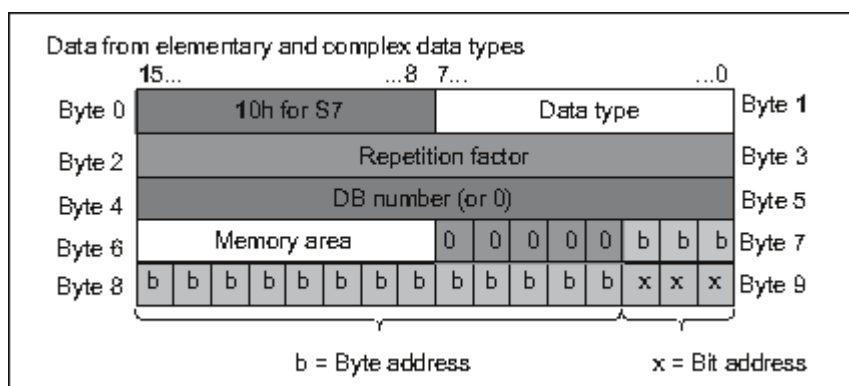 Data from elementary and complex data types
15... ...8 7... ...0
Byte 0 10h for S7 Data type Byte 1
Byte 2 Repetition factor Byte 3
Byte 4 DB number (or 0) Byte 5
Byte 6 Memory area 0 0 0 0 0 b b b Byte 7
Byte 8 b b b b b b b b b b b b b x x x Byte 9
b = Byte address x = Bit address